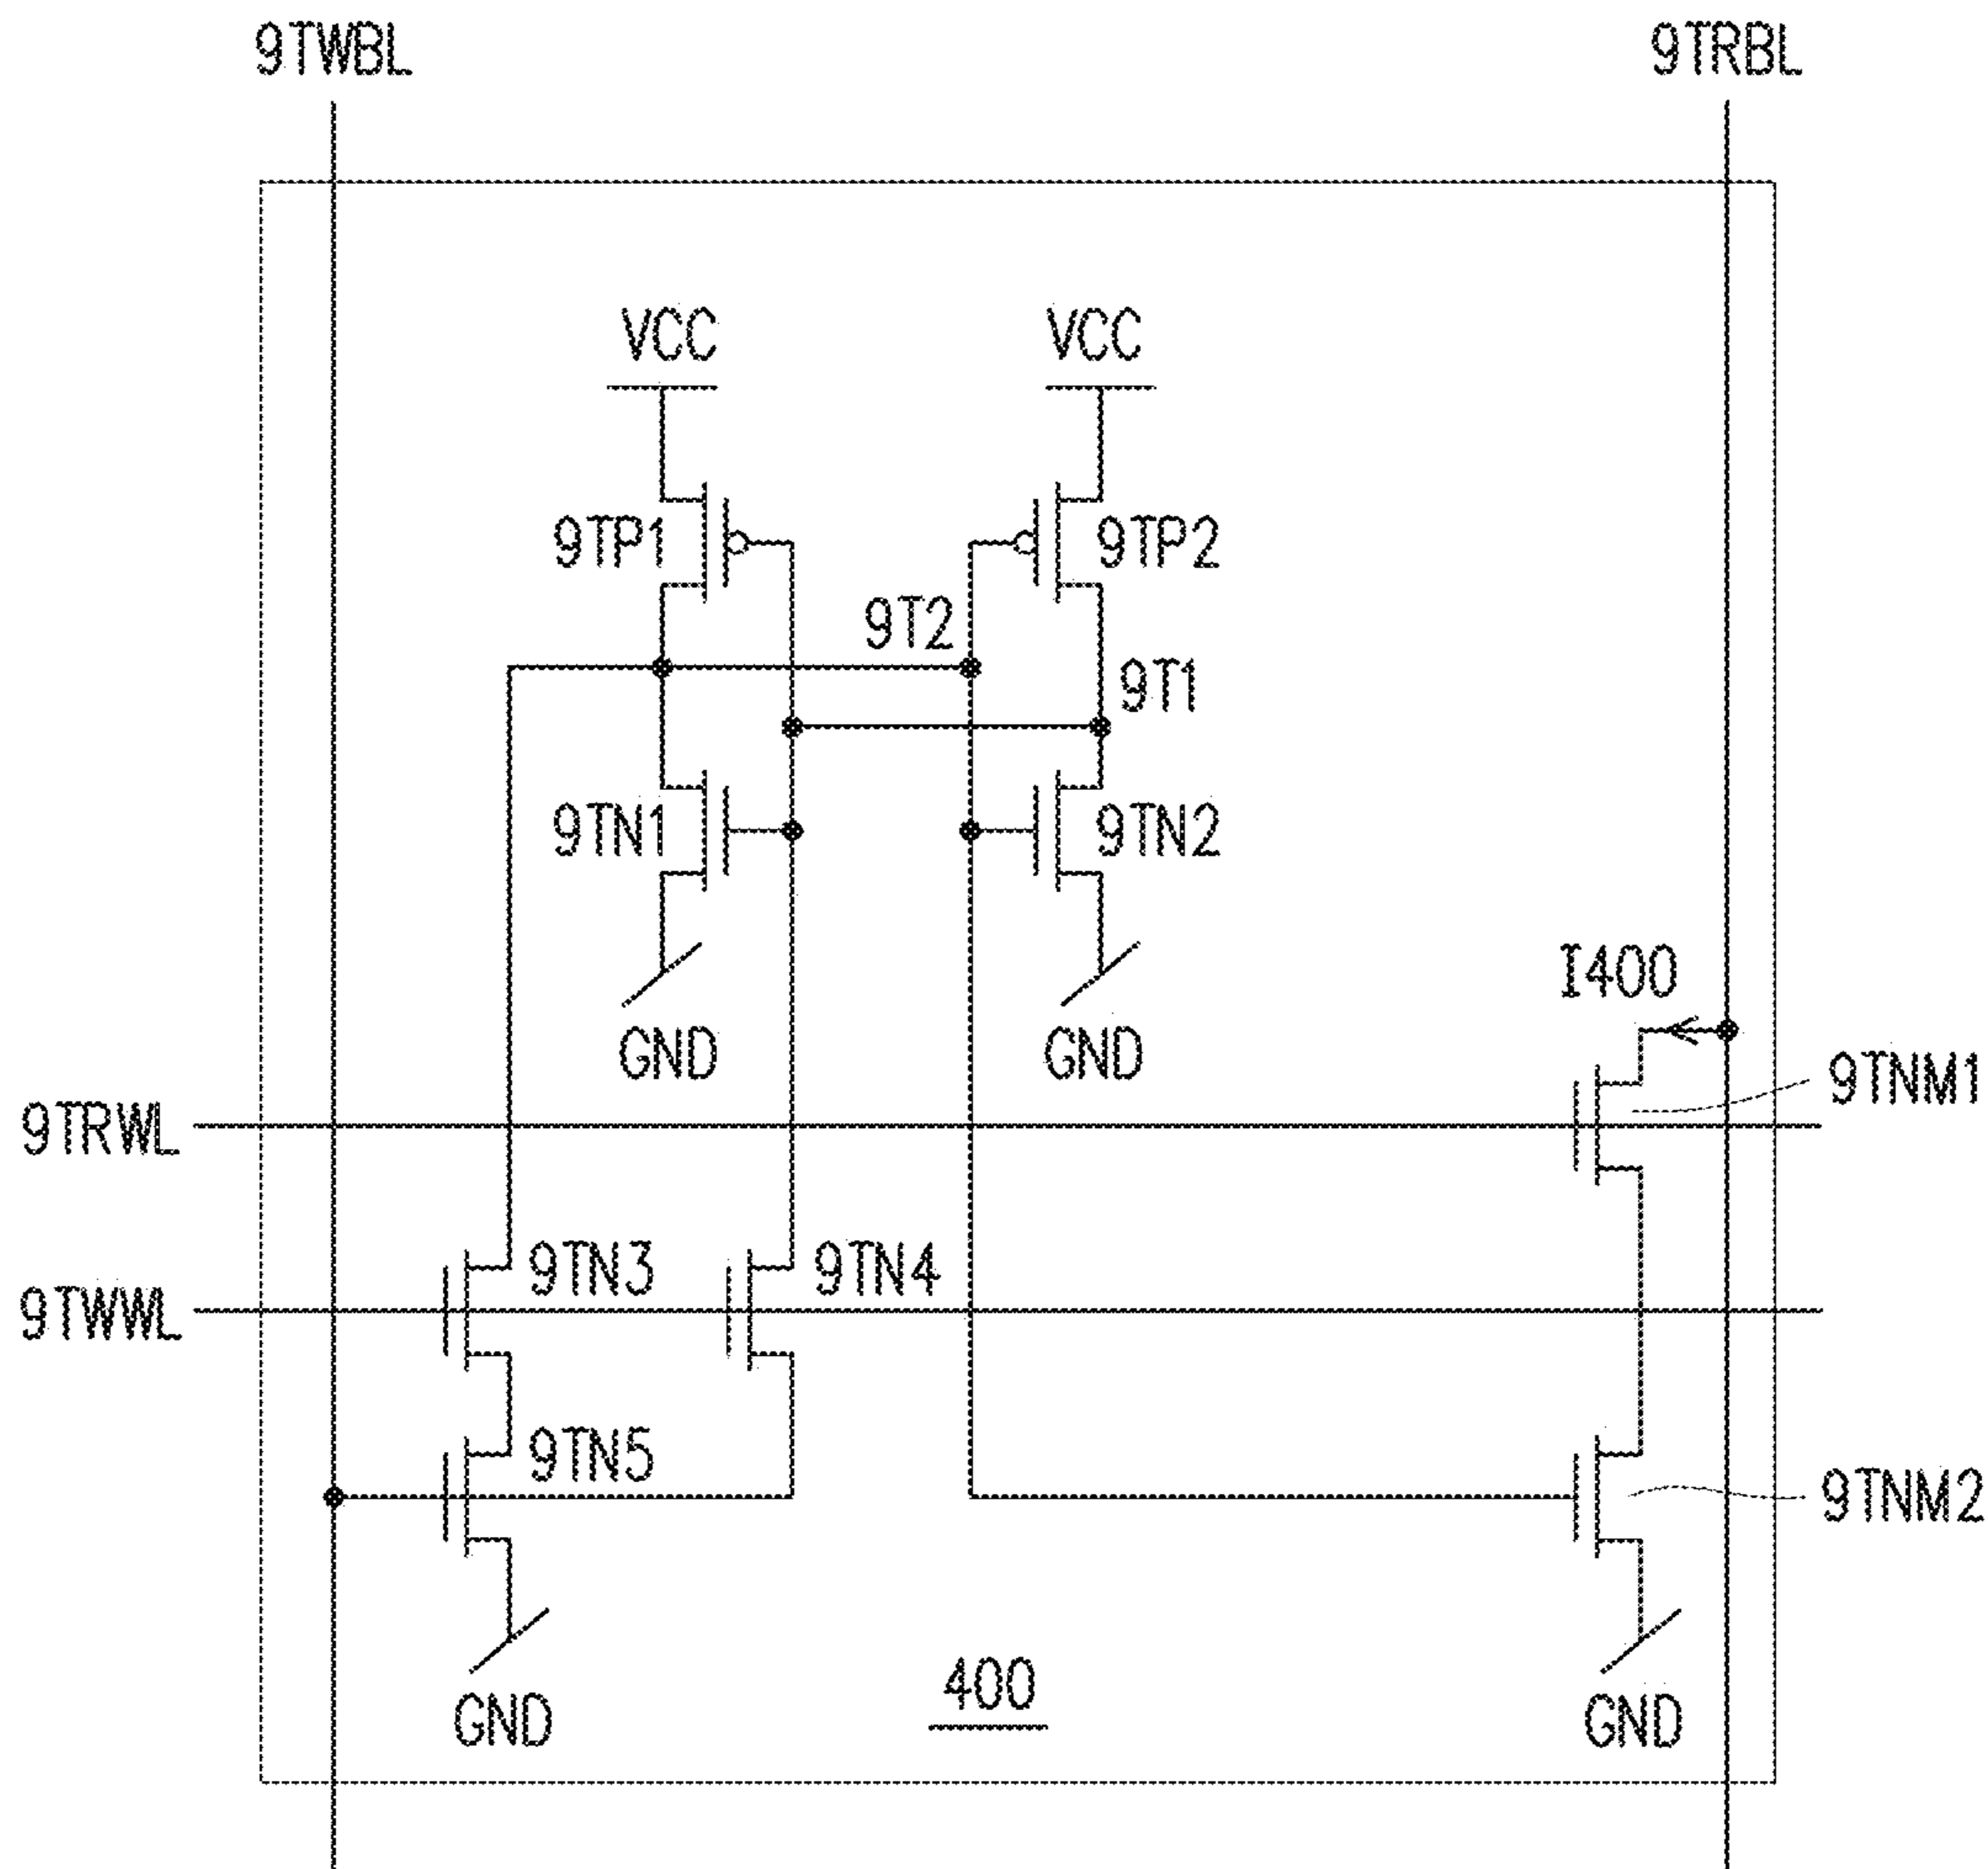 9TWBL
9TRBL
VCC
VCC
9TP1
9TP2
9T2
9T1
9TN1
9TN2
I400
GND
GND
9TNM1
9TRWL
9TN3
9TN4
9TWWL
9TN5
9TNM2
400
GND
GND